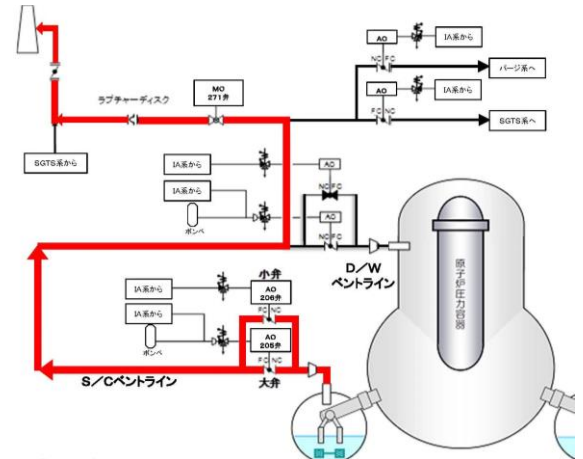 AO
IA系から
NC FC
パージ系へ
ラプチャーディスク
MO
271弁
AO
IA系から
NC FC
SGTS系へ
SGTS系から
IA系から
AO
NC FC
IA系から
AO
ボンベ
NC FC
D/W
ベントライン
原子炉圧力容器
小弁
IA系から
AO
206弁
FC NC
IA系から
AO
205弁
ボンベ
FC NC
S/Cベントライン
大弁